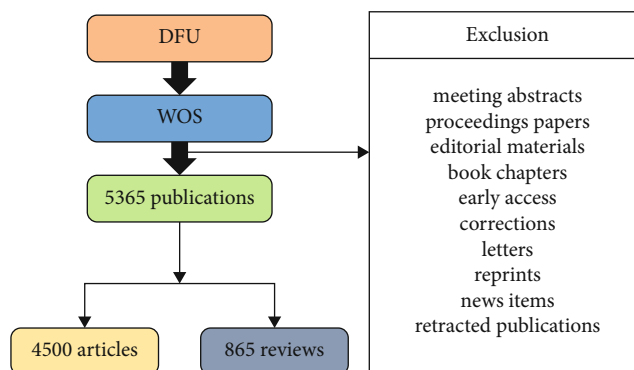 DFU
WOS
5365 publications
4500 articles
865 reviews
Exclusion
meeting abstracts
proceedings papers
editorial materials
book chapters
early access
corrections
letters
reprints
news items
retracted publications